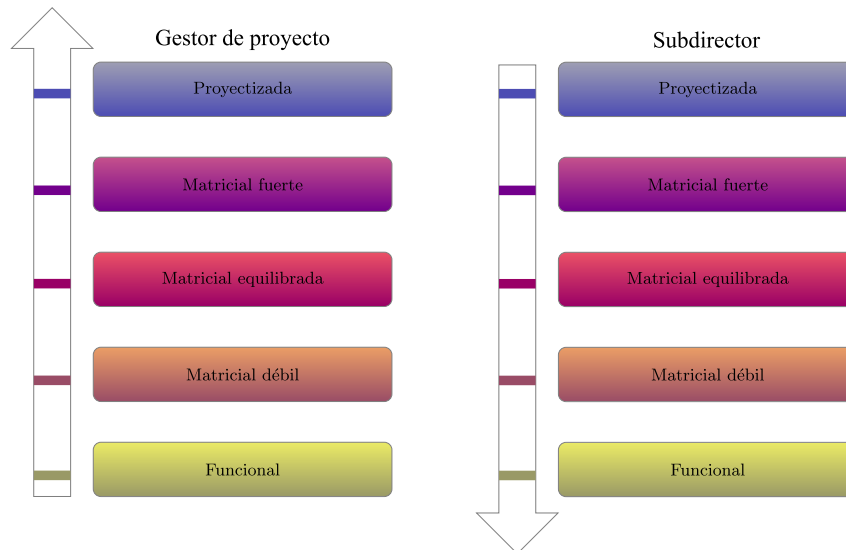 Gestor de proyecto
Proyectizada
Matricial fuerte
Matricial equilibrada
Matricial débil
Funcional
Subdirector
Proyectizada
Matricial fuerte
Matricial equilibrada
Matricial débil
Funcional